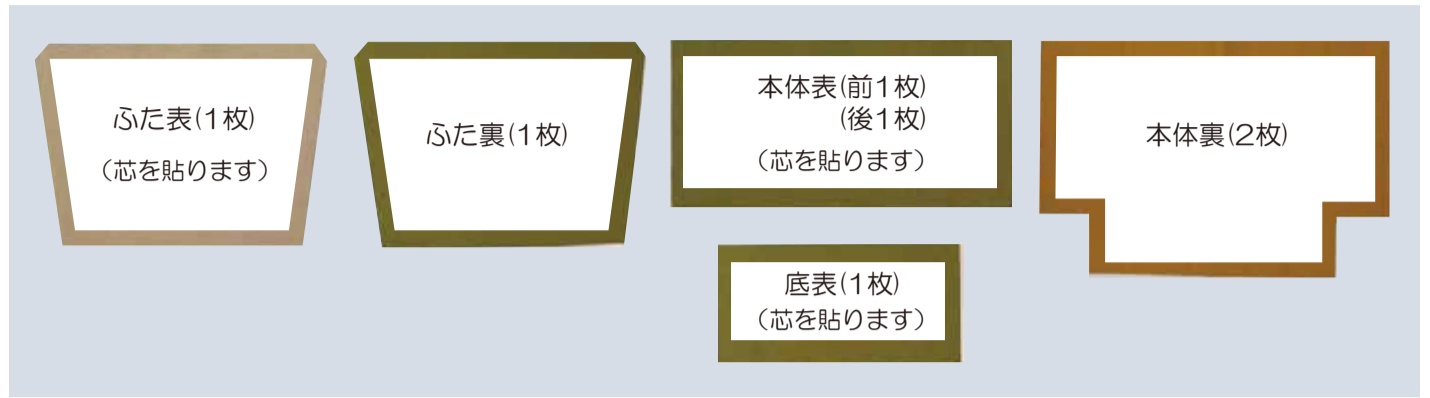 ふた表(1枚)
（芯を貼ります）
ふた裏(1枚)
本体表(前1枚)
(後1枚)
（芯を貼ります）
底表(1枚)
（芯を貼ります）
本体裏(2枚)